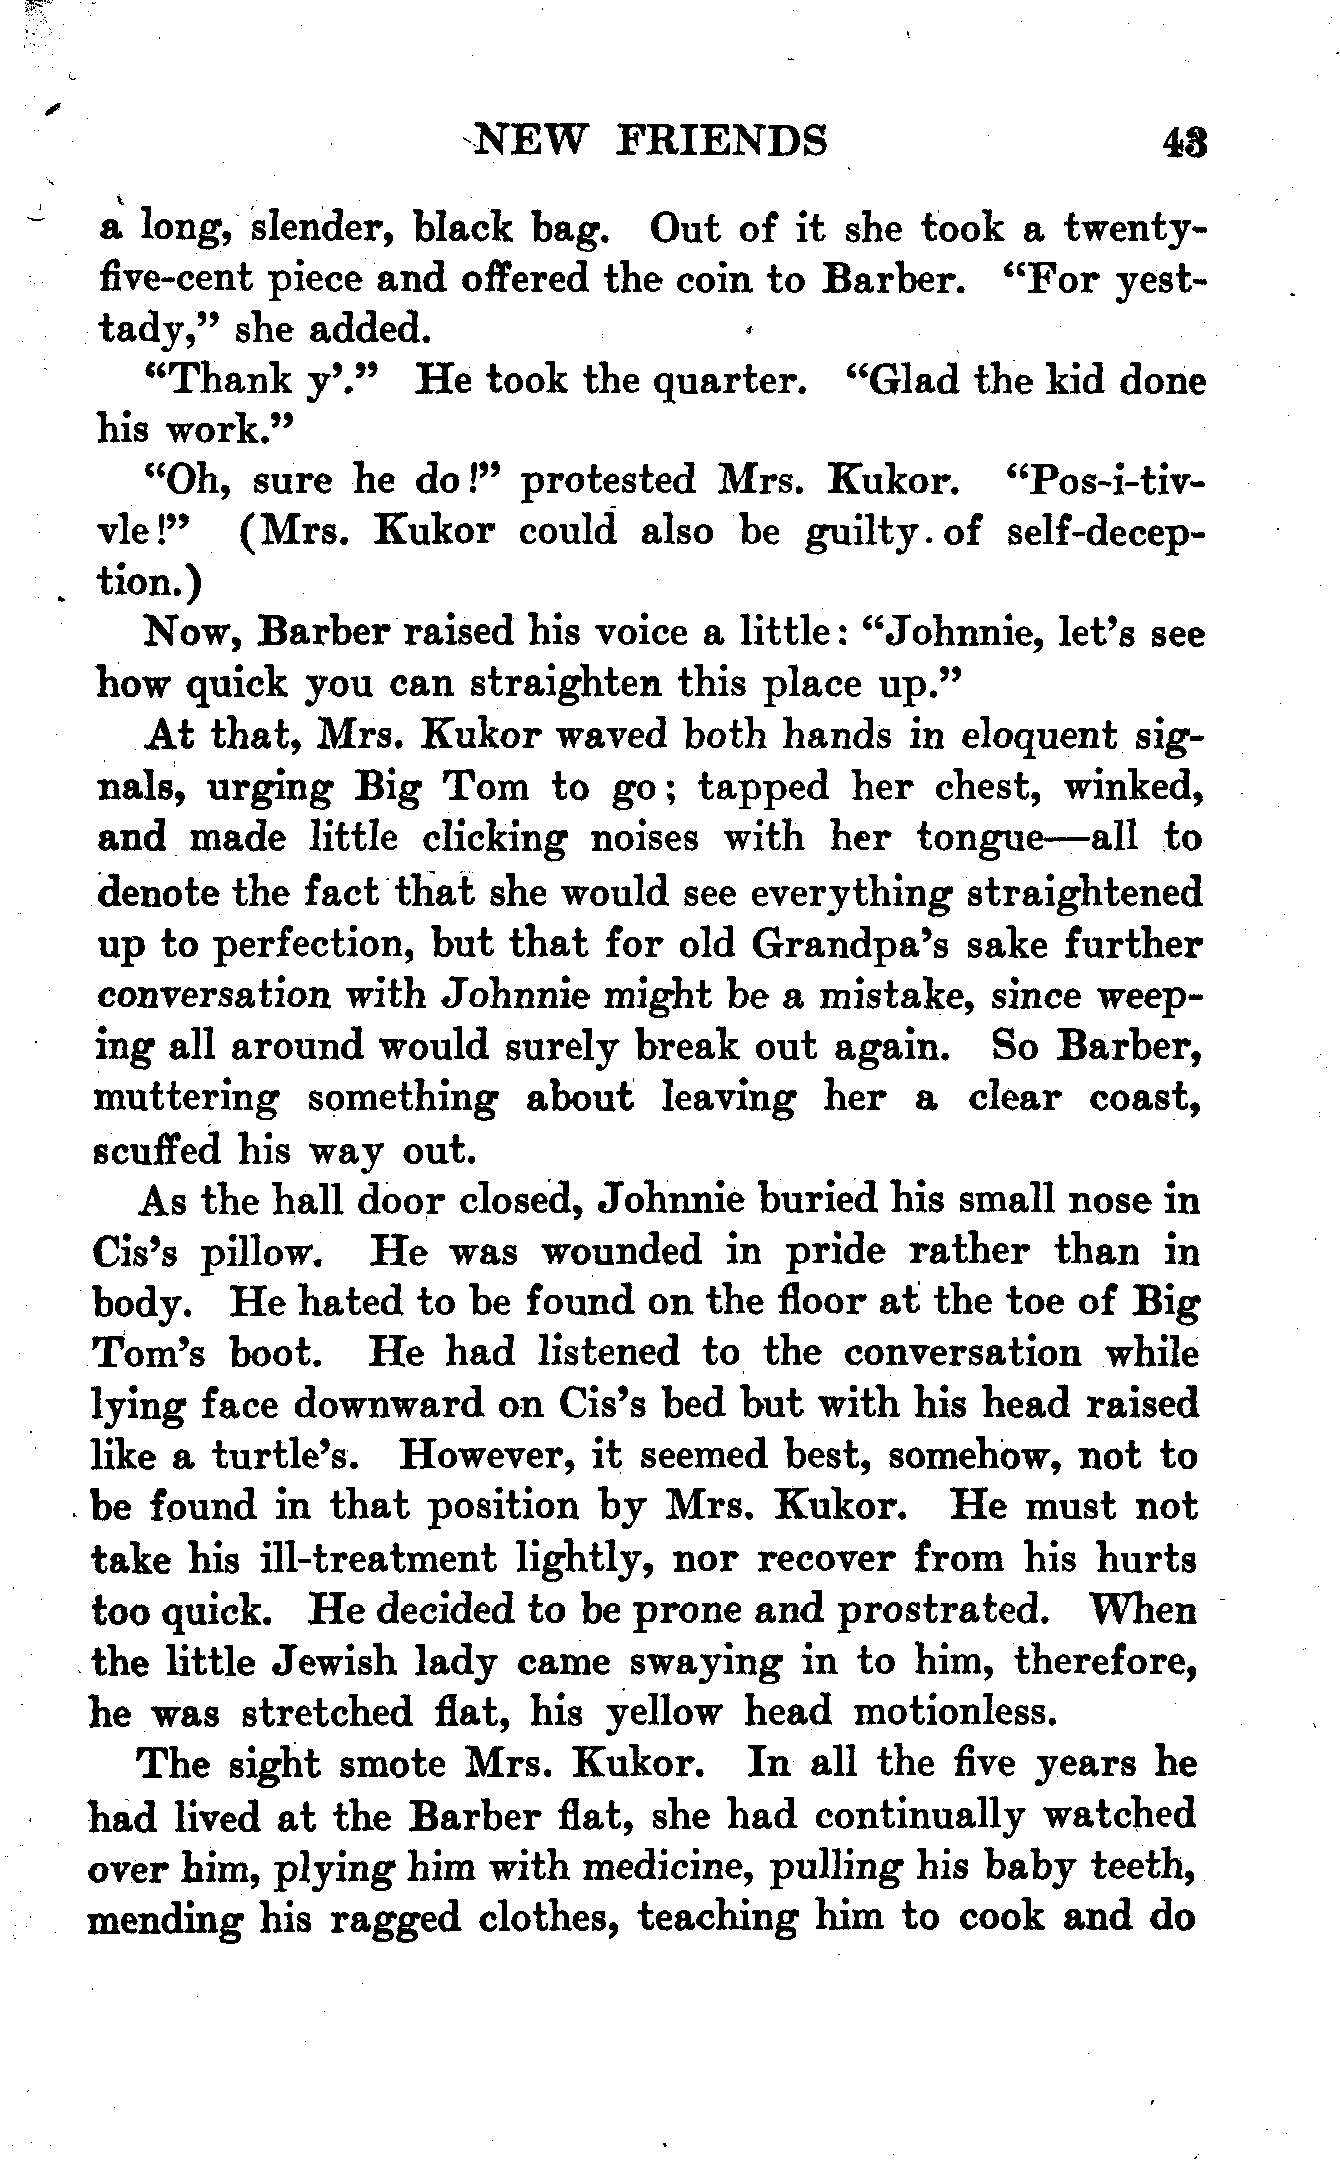 NEW FRIENDS 43
a long, slender, black bag. Out of it she took a twenty-
five-cent piece and offered the coin to Barber. “For yest-
tady,” she added.
“Thank y’.” He took the quarter. “Glad the kid done
his work.”
“Oh, sure he do!” protested Mrs. Kukor. “Pos-i-tiv-
vle!” (Mrs. Kukor could also be guilty of self-decep-
tion.)
Now, Barber raised his voice a little: “Johnnie, let’s see
how quick you can straighten this place up.”
At that, Mrs. Kukor waved both hands in eloquent sig-
nals, urging Big Tom to go; tapped her chest, winked,
and made little clicking noises with her tongue—all to
denote the fact that she would see everything straightened
up to perfection, but that for old Grandpa’s sake further
conversation with Johnnie might be a mistake, since weep-
ing all around would surely break out again. So Barber,
muttering something about leaving her a clear coast,
scuffed his way out.
As the hall door closed, Johnnie buried his small nose in
Cis’s pillow. He was wounded in pride rather than in
body. He hated to be found on the floor at the toe of Big
Tom’s boot. He had listened to the conversation while
lying face downward on Cis’s bed but with his head raised
like a turtle’s. However, it seemed best, somehow, not to
be found in that position by Mrs. Kukor. He must not
take his ill-treatment lightly, nor recover from his hurts
too quick. He decided to be prone and prostrated. When
the little Jewish lady came swaying in to him, therefore,
he was stretched flat, his yellow head motionless.
The sight smote Mrs. Kukor. In all the five years he
had lived at the Barber flat, she had continually watched
over him, plying him with medicine, pulling his baby teeth,
mending his ragged clothes, teaching him to cook and do